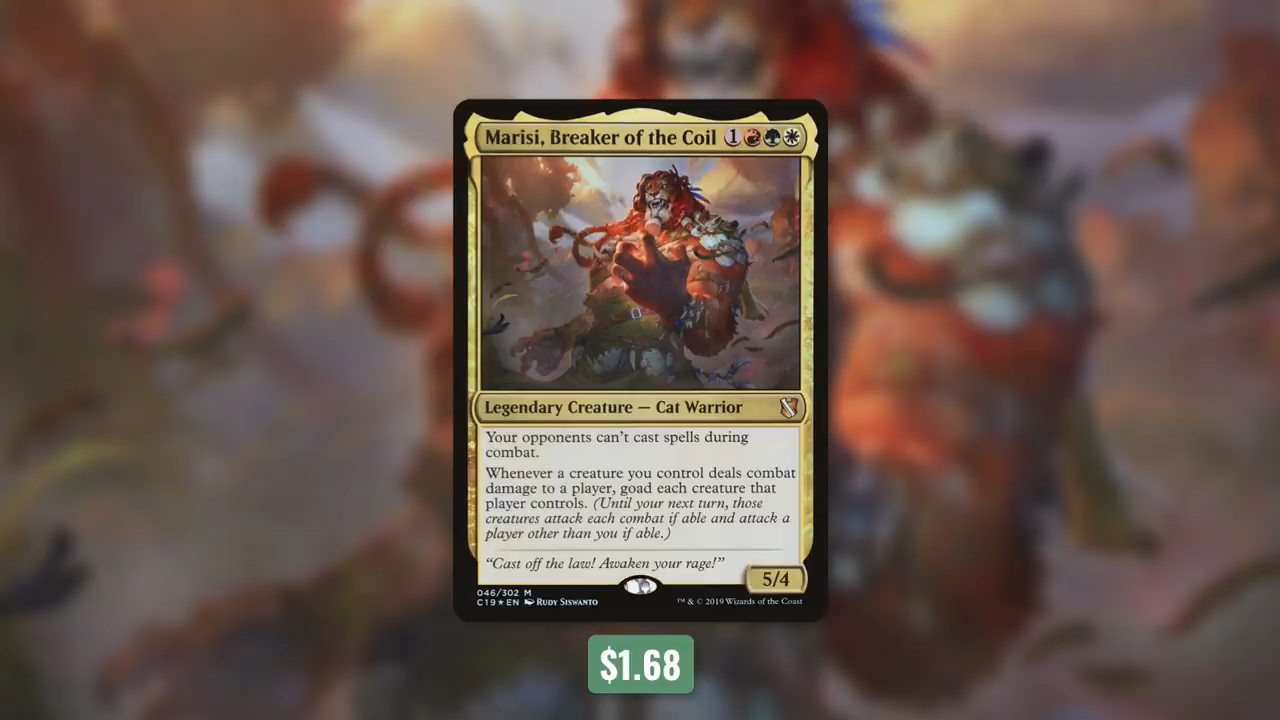 Marisi, Breaker of the Coil 1
Legendary Creature — Cat Warrior
Your opponents can't cast spells during
combat.
Whenever a creature you control deals combat
damage to a player, goad each creature that
player controls. (Until your next turn, those
creatures attack each combat if able and attack a
player other than you if able.)
"Cast off the law! Awaken your rage!"
5/4
046/302 M
C19★EN Rudy Siswanto
™ & © 2019 Wizards of the Coast
$1.68